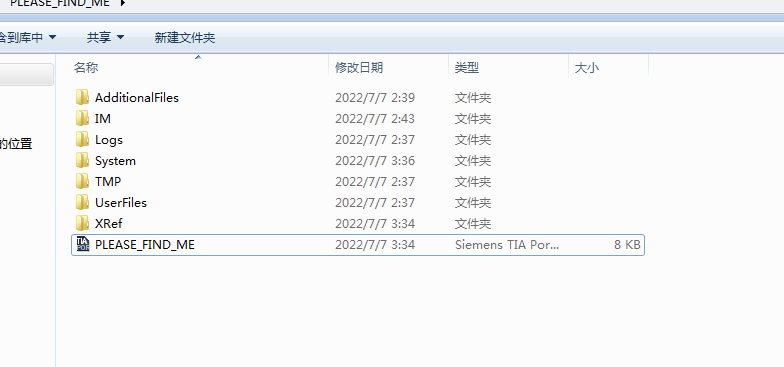 PLEASE_FIND_ME
含到库中 共享 新建文件夹
名称 修改日期 类型 大小
AdditionalFiles 2022/7/7 2:39 文件夹
IM 2022/7/7 2:43 文件夹
的位置
Logs 2022/7/7 2:37 文件夹
System 2022/7/7 3:36 文件夹
TMP 2022/7/7 2:37 文件夹
UserFiles 2022/7/7 2:37 文件夹
XRef 2022/7/7 3:34 文件夹
PLEASE_FIND_ME 2022/7/7 3:34 Siemens TIA Por... 8 KB